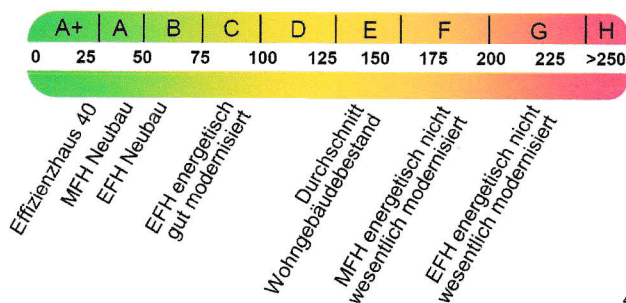 A+ A B C D E F G H
0 25 50 75 100 125 150 175 200 225 >250
Effizienzhaus 40
MFH Neubau
EFH Neubau
EFH energetisch
gut modernisiert
Durchschnitt
Wohngebäudebestand
MFH energetisch nicht
wesentlich modernisiert
EFH energetisch nicht
wesentlich modernisiert